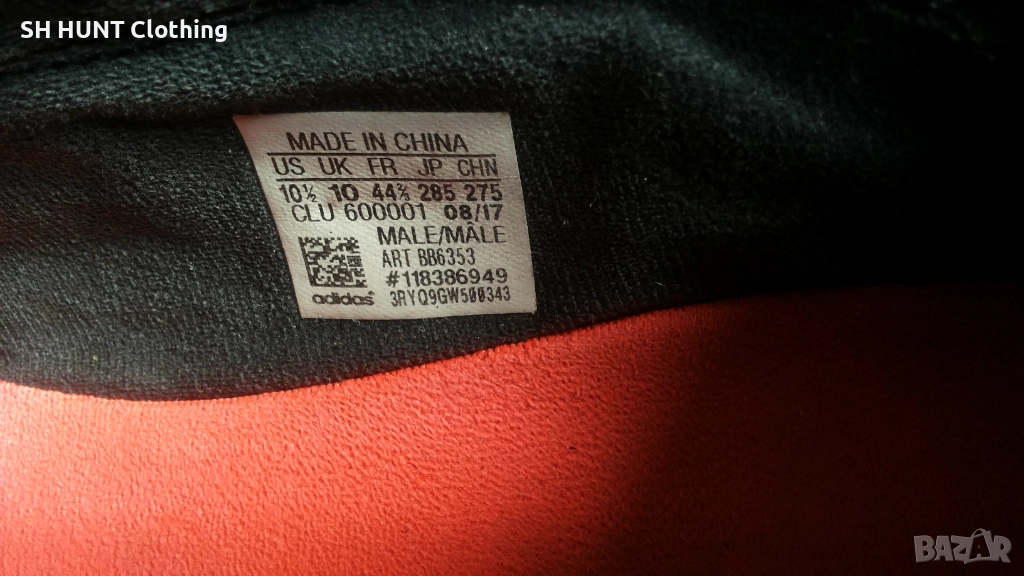 SH HUNT Clothing
MADE IN CHINA
US UK FR JP CHN
10½ 10 44⅔ 285 275
CLU 600001 08/17
MALE/MÂLE
ART BB6353
#118386949
adidas 3RYQ9GW500343
BAZAR